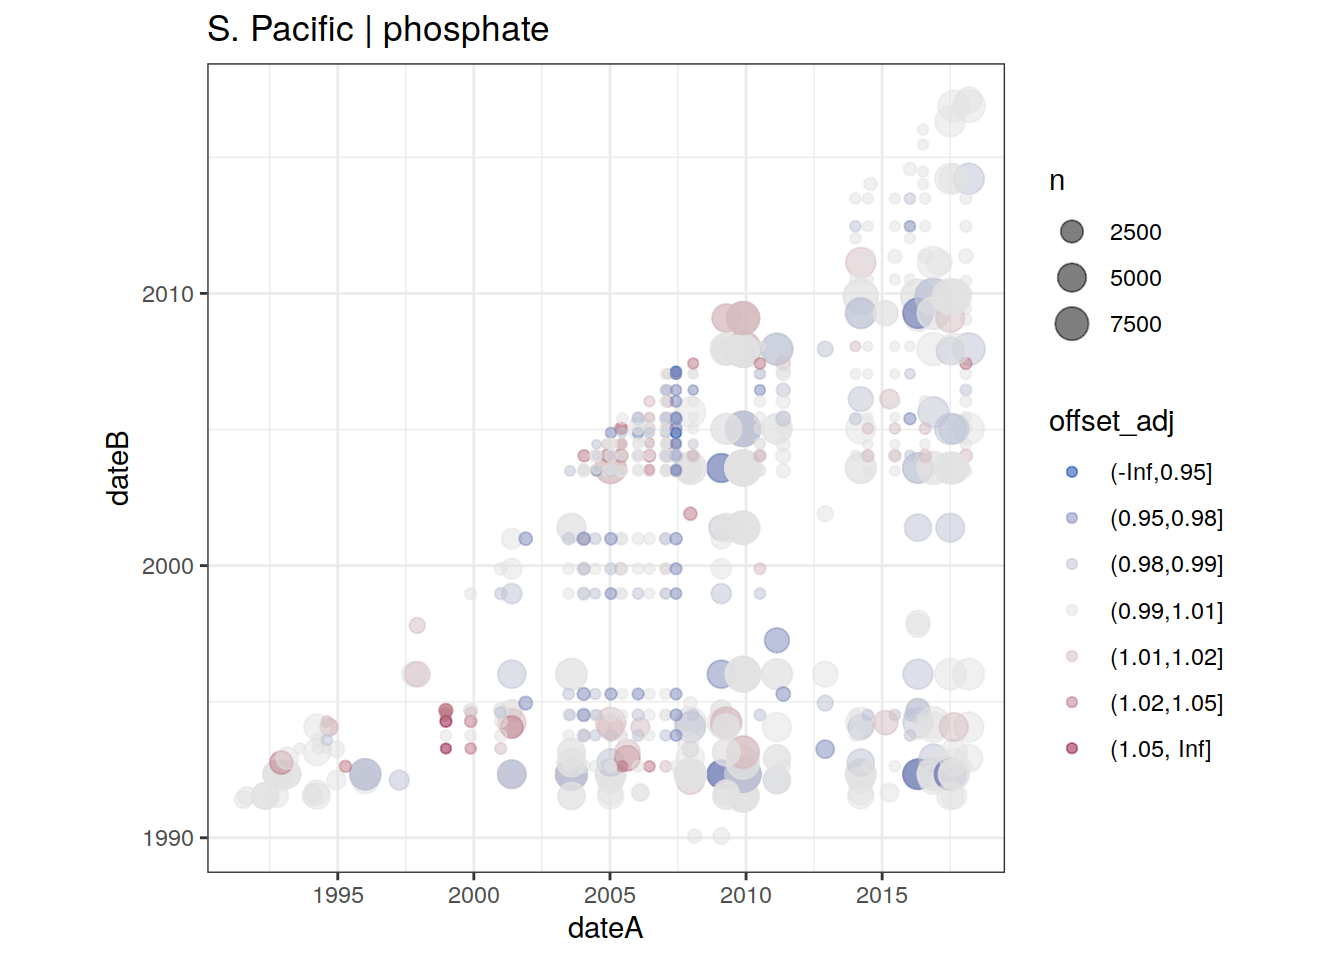 S. Pacific | phosphate
n
2500
5000
7500
offset_adj
(-Inf,0.95]
(0.95,0.98]
(0.98,0.99]
(0.99,1.01]
(1.01,1.02]
(1.02,1.05]
(1.05, Inf]
dateB
2010
2000
1990
1995
2000
2005
2010
2015
dateA